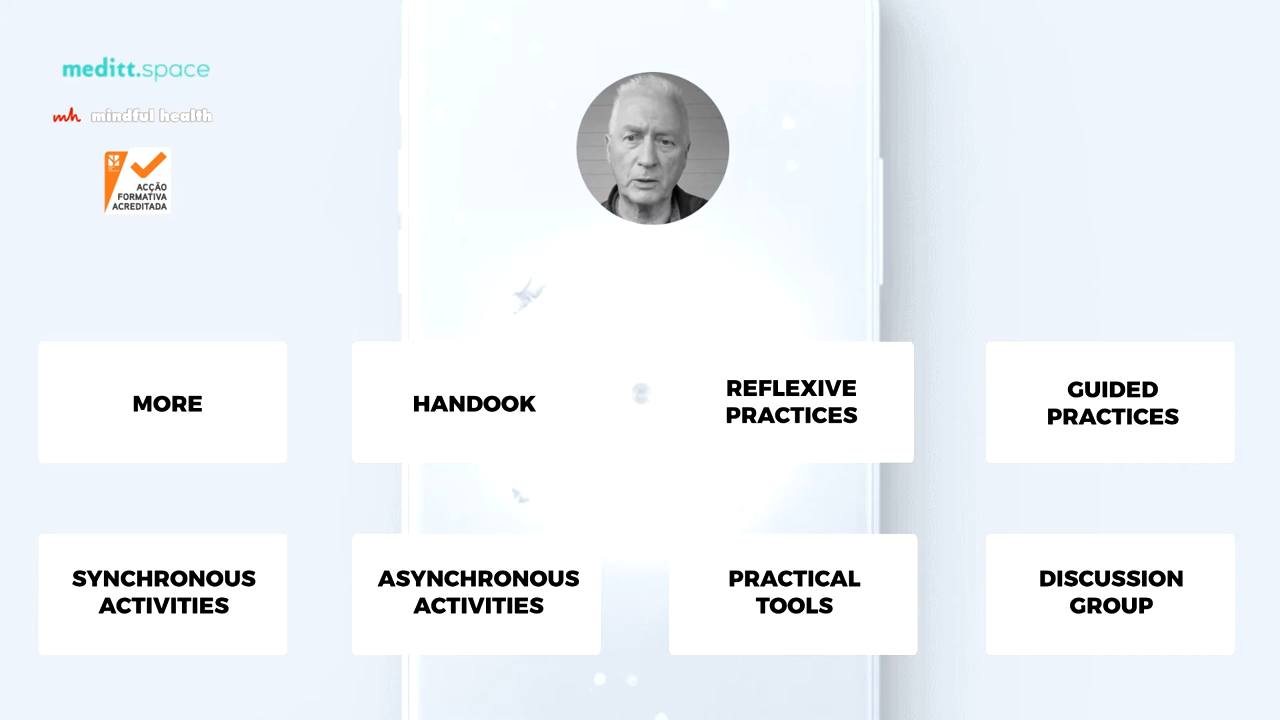 meditt.space
mh mindful health
ACÇÃO
FORMATIVA
ACREDITADA
MORE
HANDOOK
REFLEXIVE
PRACTICES
GUIDED
PRACTICES
SYNCHRONOUS
ACTIVITIES
ASYNCHRONOUS
ACTIVITIES
PRACTICAL
TOOLS
DISCUSSION
GROUP